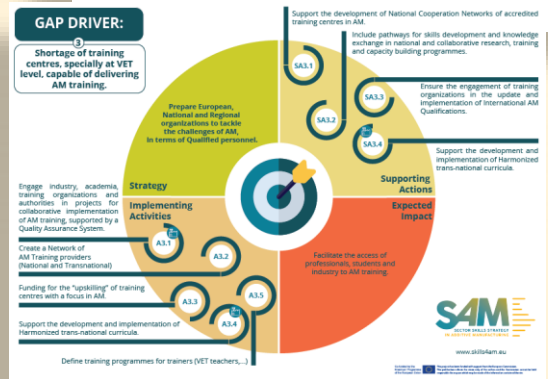 GAP DRIVER:
3
Shortage of training
centres, specially at VET
level, capable of delivering
AM training.
Support the development of National Cooperation Networks of accredited
training centres in AM.
Include pathways for skills development and knowledge
exchange in national and collaborative research, training
and capacity building programmes.
SA3.1
SA3.2
SA3.3
SA3.4
Ensure the engagement of training
organizations in the update and
implementation of International AM
Qualifications.
Support the development and
implementation of Harmonized
trans-national curricula.
Prepare European,
National and Regional
organizations to tackle
the challenges of AM,
in terms of Qualified personnel.
Strategy
Supporting
Actions
Implementing
Activities
Expected
Impact
Engage industry, academia,
training organizations and
authorities in projects for
collaborative implementation
of AM training, supported by a
Quality Assurance System.
A3.1
Create a Network of
AM Training providers
(National and Transnational)
A3.2
Funding for the "upskilling" of training
centres with a focus in AM.
A3.3
A3.5
A3.4
Support the development and implementation of
Harmonized trans-national curricula.
Define training programmes for trainers (VET teachers,...)
Facilitate the access of
professionals, students and
industry to AM training.
SAM
SECTOR SKILLS STRATEGY
IN ADDITIVE MANUFACTURING
www.skills4am.eu